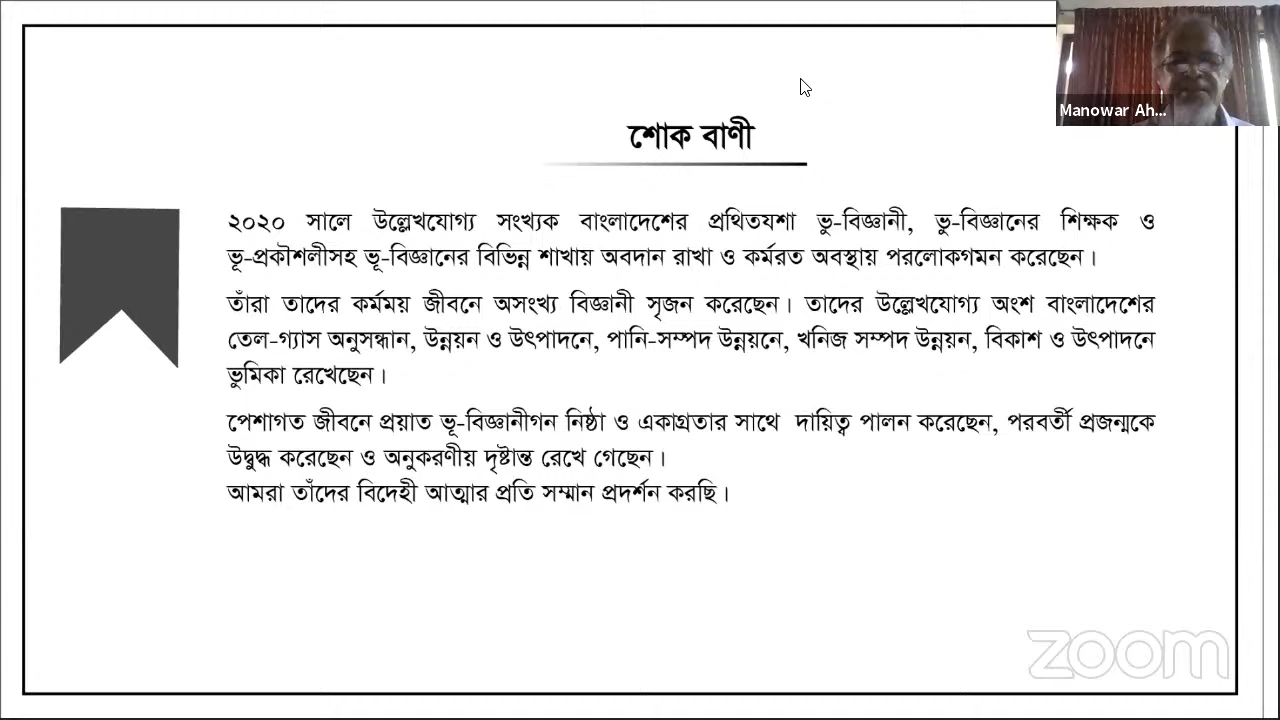 Manowar Ah...
শোক বাণী
২০২০ সালে উল্লেখযোগ্য সংখ্যক বাংলাদেশের প্রথিতযশা ভু-বিজ্ঞানী, ভু-বিজ্ঞানের শিক্ষক ও
ভূ-প্রকৌশলীসহ ভূ-বিজ্ঞানের বিভিন্ন শাখায় অবদান রাখা ও কর্মরত অবস্থায় পরলোকগমন করেছেন।
তাঁরা তাদের কর্মময় জীবনে অসংখ্য বিজ্ঞানী সৃজন করেছেন। তাদের উল্লেখযোগ্য অংশ বাংলাদেশের
তেল-গ্যাস অনুসন্ধান, উন্নয়ন ও উৎপাদনে, পানি-সম্পদ উন্নয়নে, খনিজ সম্পদ উন্নয়ন, বিকাশ ও উৎপাদনে
ভুমিকা রেখেছেন।
পেশাগত জীবনে প্রয়াত ভূ-বিজ্ঞানীগন নিষ্ঠা ও একাগ্রতার সাথে দায়িত্ব পালন করেছেন, পরবর্তী প্রজন্মকে
উদ্বুদ্ধ করেছেন ও অনুকরণীয় দৃষ্টান্ত রেখে গেছেন।
আমরা তাঁদের বিদেহী আত্মার প্রতি সম্মান প্রদর্শন করছি।
zoom